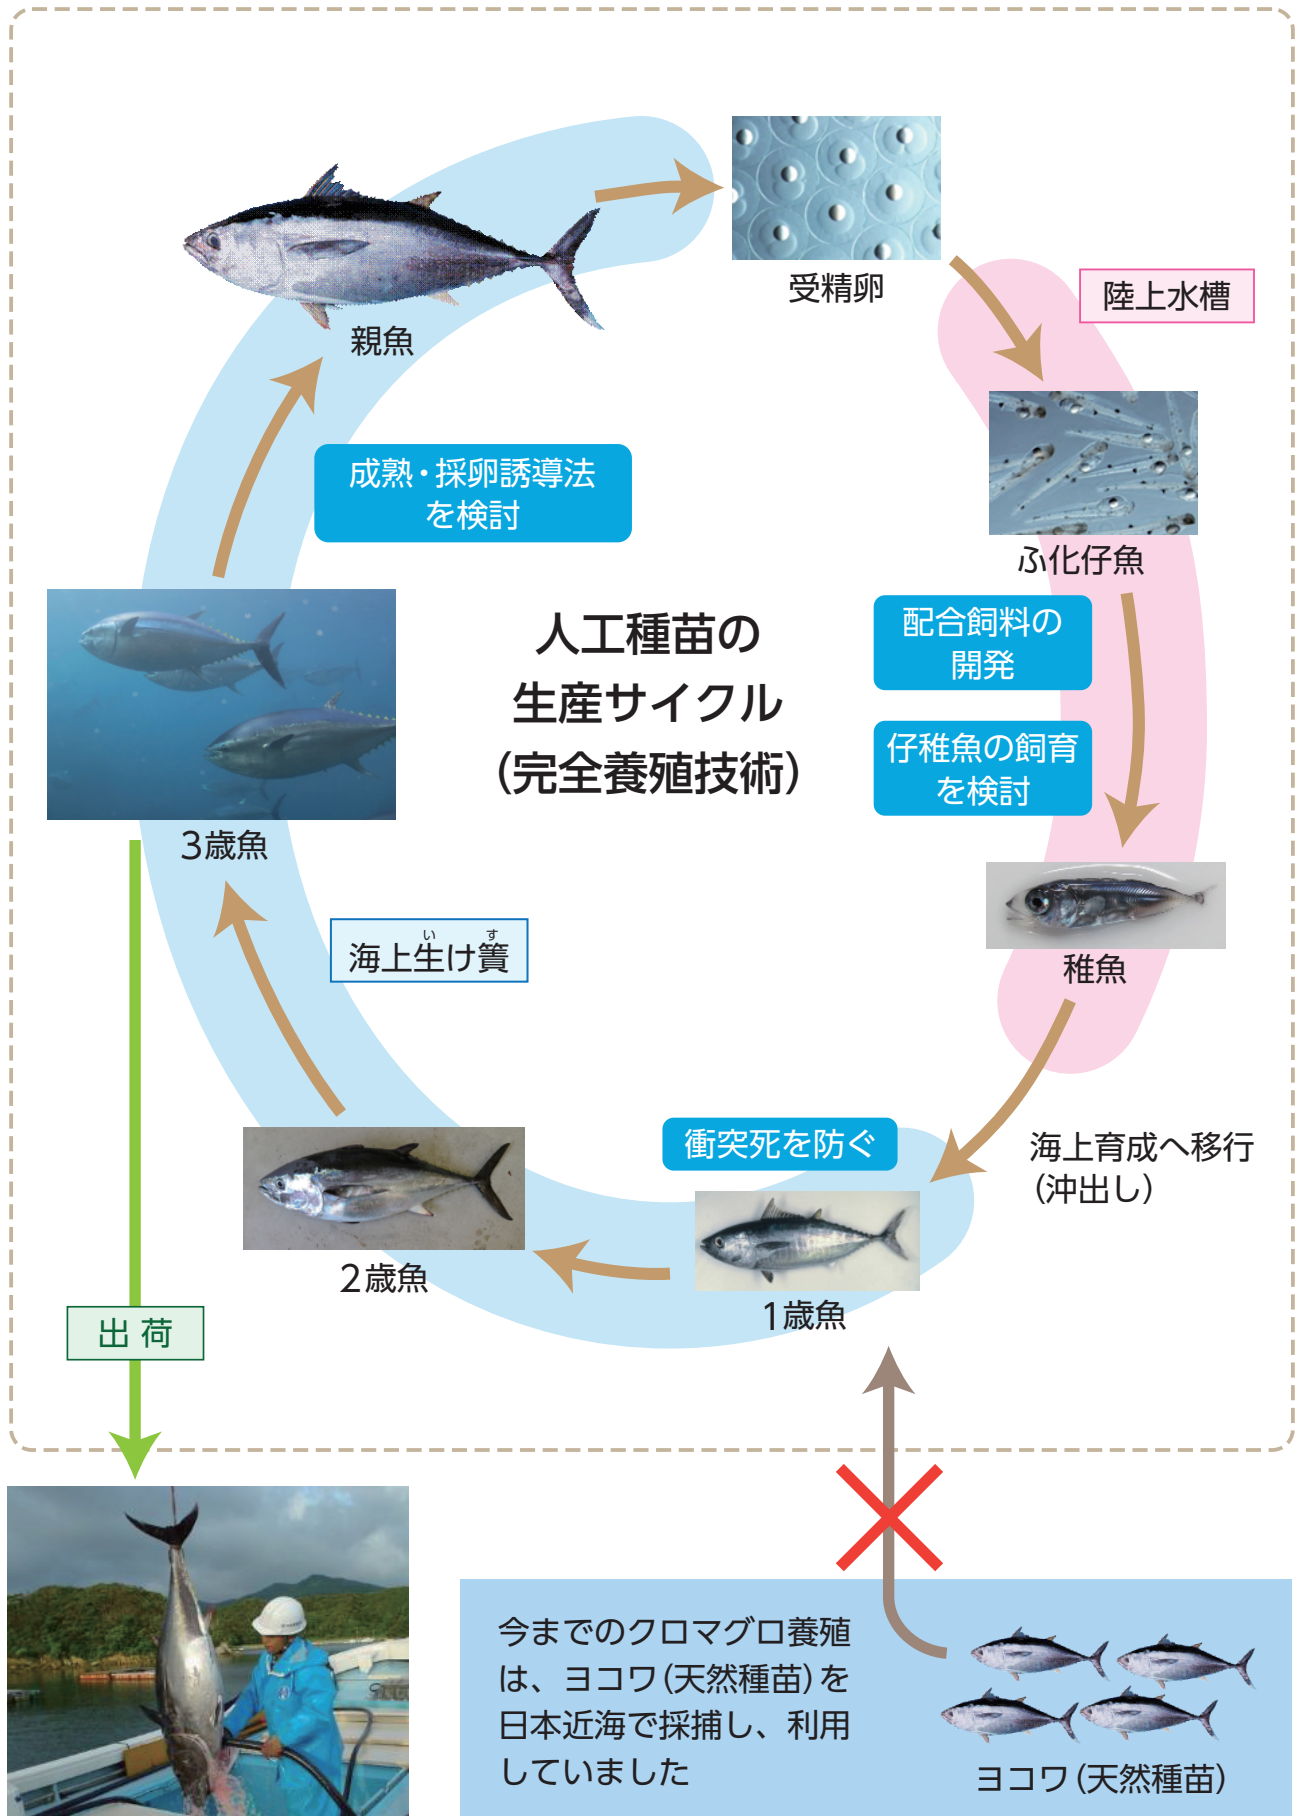 受精卵
陸上水槽
親魚
成熟・採卵誘導法
を検討
ふ化仔魚
配合飼料の
開発
人工種苗の
生産サイクル
(完全養殖技術)
仔稚魚の飼育
を検討
3歳魚
海上生け簀
い す
稚魚
衝突死を防ぐ
海上育成へ移行
(沖出し)
2歳魚
1歳魚
出荷
今までのクロマグロ養殖
は、ヨコワ(天然種苗)を
日本近海で採捕し、利用
していました
ヨコワ(天然種苗)